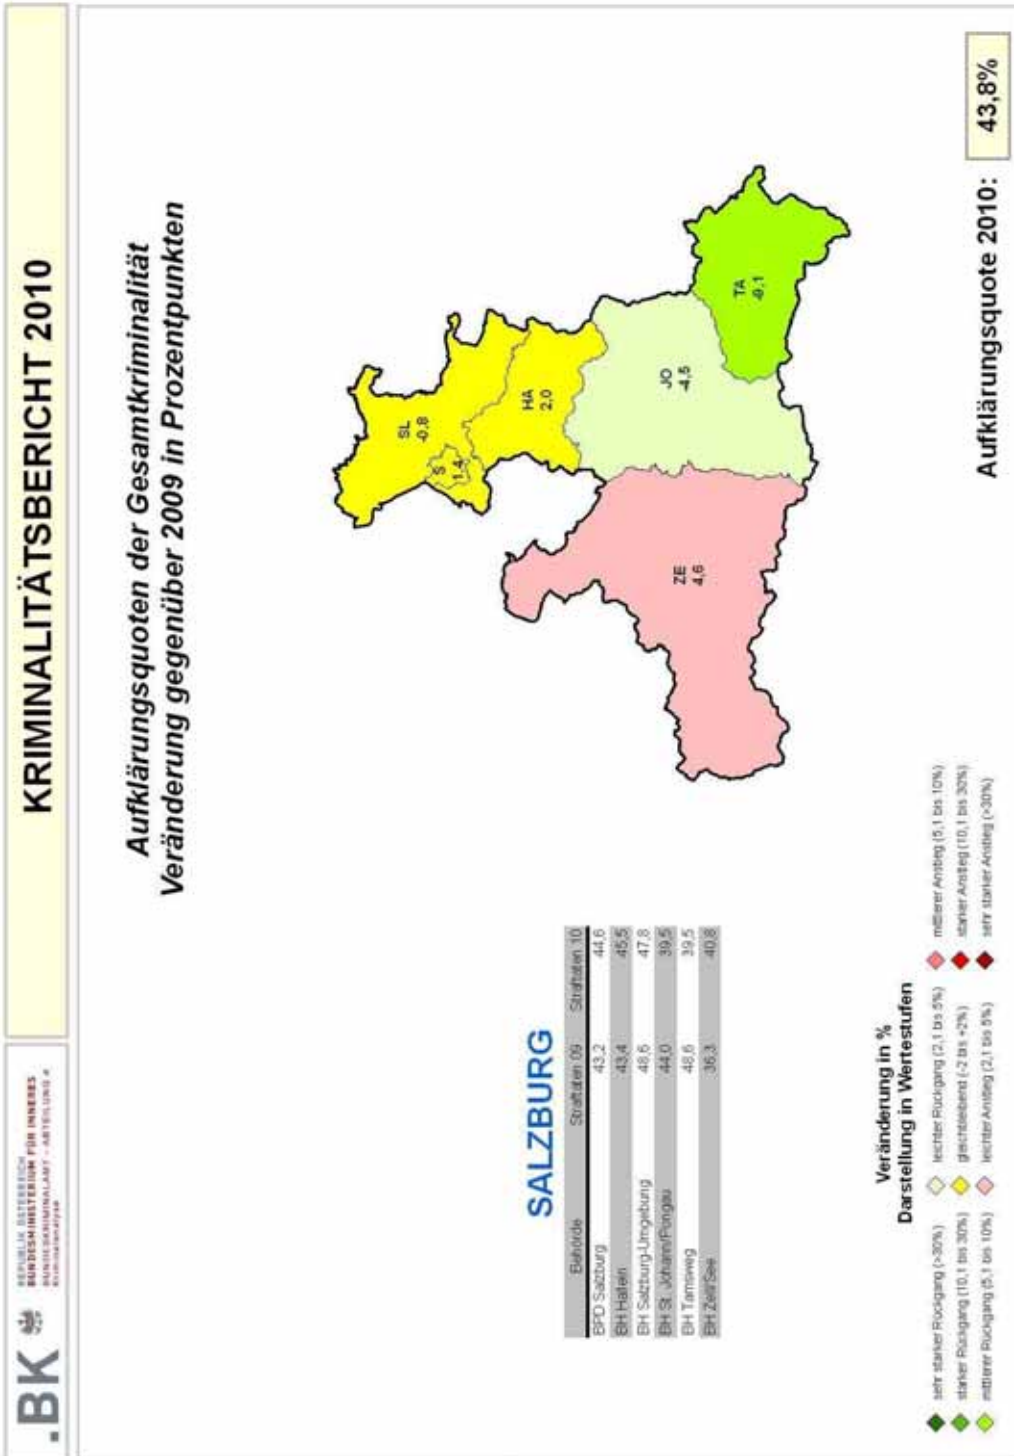 .BK
REPUBLIK ÖSTERREICH
BUNDESMINISTERIUM FÜR INNERES
BUNDESKRIMINALAMT - ABTEILUNG 4
Kriminalanalyse
KRIMINALITÄTSBERICHT 2010
Aufklärungsquoten der Gesamtkriminalität
Veränderung gegenüber 2009 in Prozentpunkten
SALZBURG
Behörde Straftaten 09 Straftaten 10
BPD Salzburg 43,2 44,6
BH Hallein 43,4 45,5
BH Salzburg-Umgebung 48,6 47,8
BH St. Johann/Pongau 44,0 39,5
BH Tamsweg 48,6 39,5
BH Zell/See 36,3 40,8
SL
-0,8
S
1,4
HA
2,0
JO
-4,5
TA
-9,1
ZE
4,6
Veränderung in %
Darstellung in Wertestufen
sehr starker Rückgang (>30%)
starker Rückgang (10,1 bis 30%)
mittlerer Rückgang (5,1 bis 10%)
leichter Rückgang (2,1 bis 5%)
gleichbleibend (-2 bis +2%)
leichter Anstieg (2,1 bis 5%)
mittlerer Anstieg (5,1 bis 10%)
starker Anstieg (10,1 bis 30%)
sehr starker Anstieg (>30%)
Aufklärungsquote 2010: 43,8%